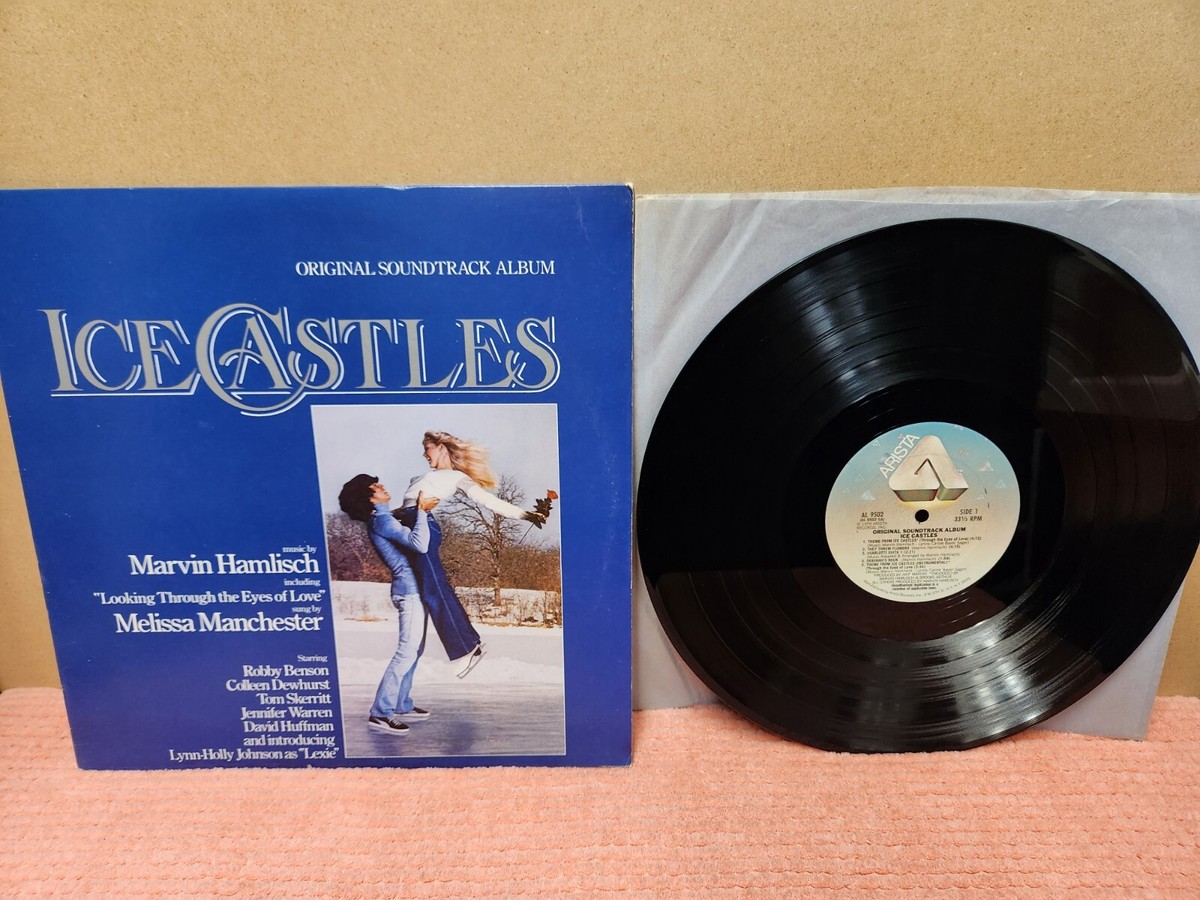 ORIGINAL SOUNDTRACK ALBUM
ICE CASTLES
music by
Marvin Hamlisch
including
"Looking Through the Eyes of Love"
sung by
Melissa Manchester
Starring
Robby Benson
Colleen Dewhurst
Tom Skerritt
Jennifer Warren
David Huffman
and introducing
Lynn-Holly Johnson as "Lexie"
ARISTA
AL 9502
SIDE 1
33⅓ RPM
ORIGINAL SOUNDTRACK ALBUM
ICE CASTLES